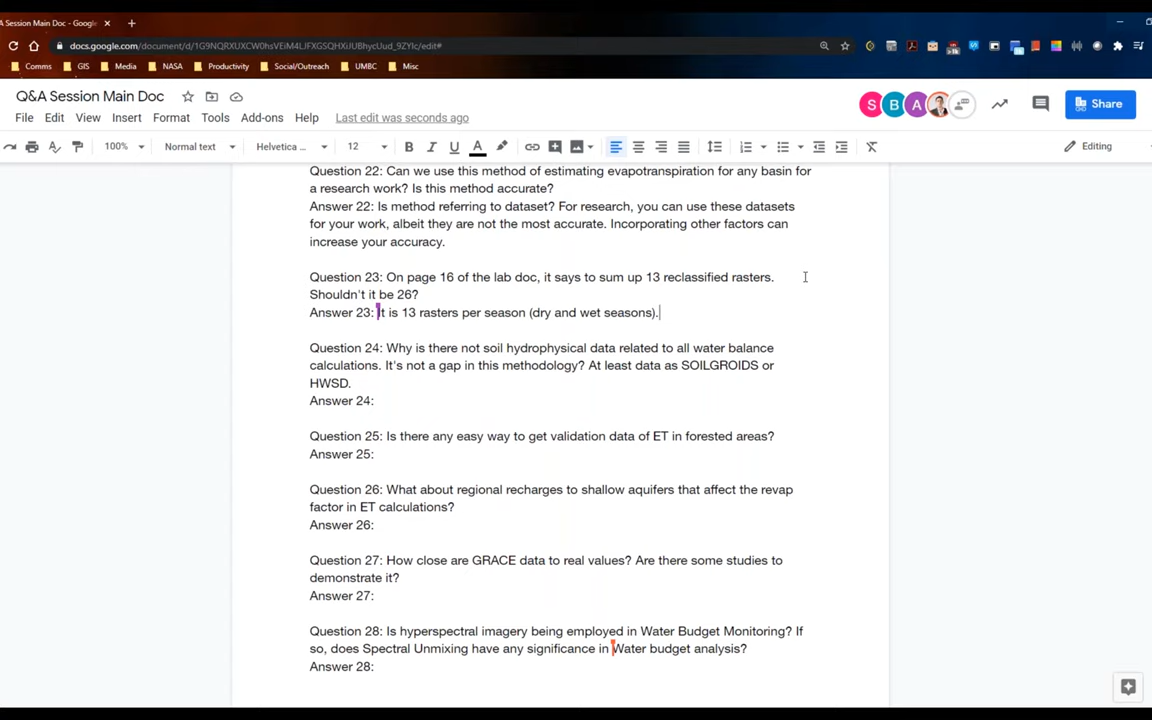 A Session Main Doc - Google
docs.google.com/document/d/
Comms GIS Media NASA Productivity Social/Outreach UMBC Misc
Q&A Session Main Doc
File Edit View Insert Format Tools Add-ons Help Last edit was seconds ago
S B A Share
100% Normal text Helvetica ... 12 B I U A Editing
Question 22: Can we use this method of estimating evapotranspiration for any basin for
a research work? Is this method accurate?
Answer 22: Is method referring to dataset? For research, you can use these datasets
for your work, albeit they are not the most accurate. Incorporating other factors can
increase your accuracy.
Question 23: On page 16 of the lab doc, it says to sum up 13 reclassified rasters.
Shouldn't it be 26?
Answer 23: It is 13 rasters per season (dry and wet seasons).
Question 24: Why is there not soil hydrophysical data related to all water balance
calculations. It's not a gap in this methodology? At least data as SOILGROIDS or
HWSD.
Answer 24:
Question 25: Is there any easy way to get validation data of ET in forested areas?
Answer 25:
Question 26: What about regional recharges to shallow aquifers that affect the revap
factor in ET calculations?
Answer 26:
Question 27: How close are GRACE data to real values? Are there some studies to
demonstrate it?
Answer 27:
Question 28: Is hyperspectral imagery being employed in Water Budget Monitoring? If
so, does Spectral Unmixing have any significance in Water budget analysis?
Answer 28: